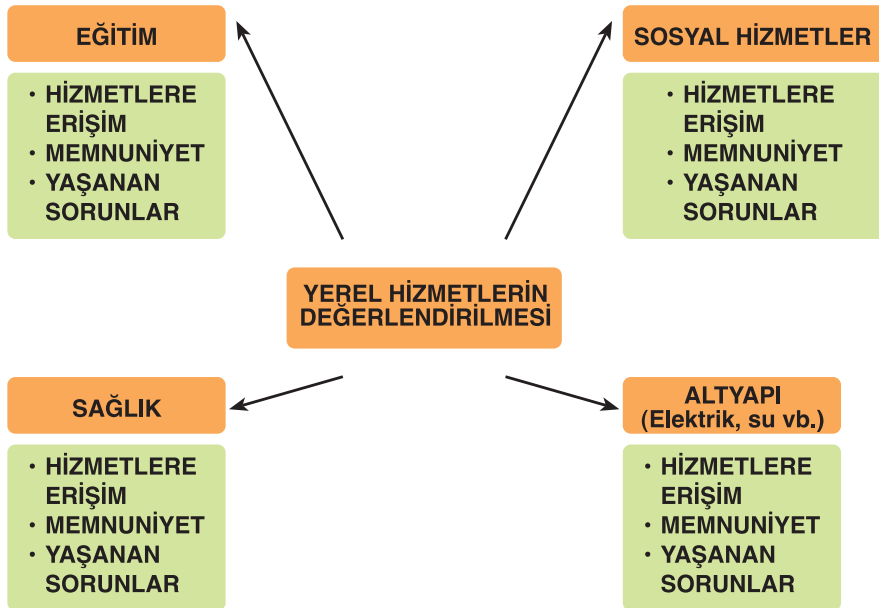 EĞİTİM
• HİZMETLERE
ERİŞİM
• MEMNUNİYET
• YAŞANAN
SORUNLAR
SOSYAL HİZMETLER
• HİZMETLERE
ERİŞİM
• MEMNUNİYET
• YAŞANAN
SORUNLAR
YEREL HİZMETLERİN
DEĞERLENDİRİLMESİ
SAĞLIK
• HİZMETLERE
ERİŞİM
• MEMNUNİYET
• YAŞANAN
SORUNLAR
ALTYAPI
(Elektrik, su vb.)
• HİZMETLERE
ERİŞİM
• MEMNUNİYET
• YAŞANAN
SORUNLAR